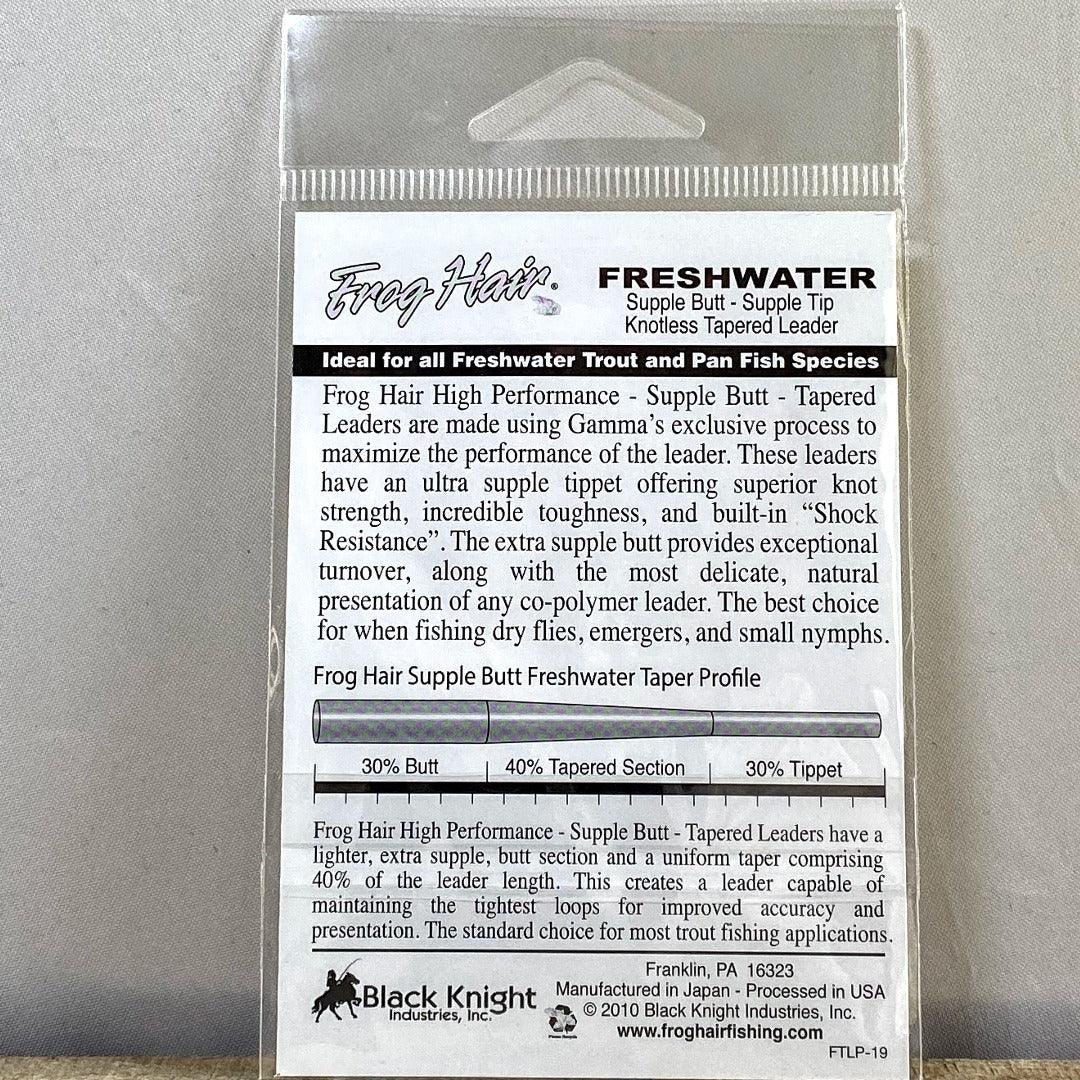 Frog Hair®
FRESHWATER
Supple Butt - Supple Tip
Knotless Tapered Leader
Ideal for all Freshwater Trout and Pan Fish Species
Frog Hair High Performance - Supple Butt - Tapered
Leaders are made using Gamma's exclusive process to
maximize the performance of the leader. These leaders
have an ultra supple tippet offering superior knot
strength, incredible toughness, and built-in “Shock
Resistance”. The extra supple butt provides exceptional
turnover, along with the most delicate, natural
presentation of any co-polymer leader. The best choice
for when fishing dry flies, emergers, and small nymphs.
Frog Hair Supple Butt Freshwater Taper Profile
30% Butt 40% Tapered Section 30% Tippet
Frog Hair High Performance - Supple Butt - Tapered Leaders have a
lighter, extra supple, butt section and a uniform taper comprising
40% of the leader length. This creates a leader capable of
maintaining the tightest loops for improved accuracy and
presentation. The standard choice for most trout fishing applications.
Black Knight
Industries, Inc.
Please Recycle
Franklin, PA 16323
Manufactured in Japan - Processed in USA
© 2010 Black Knight Industries, Inc.
www.froghairfishing.com
FTLP-19